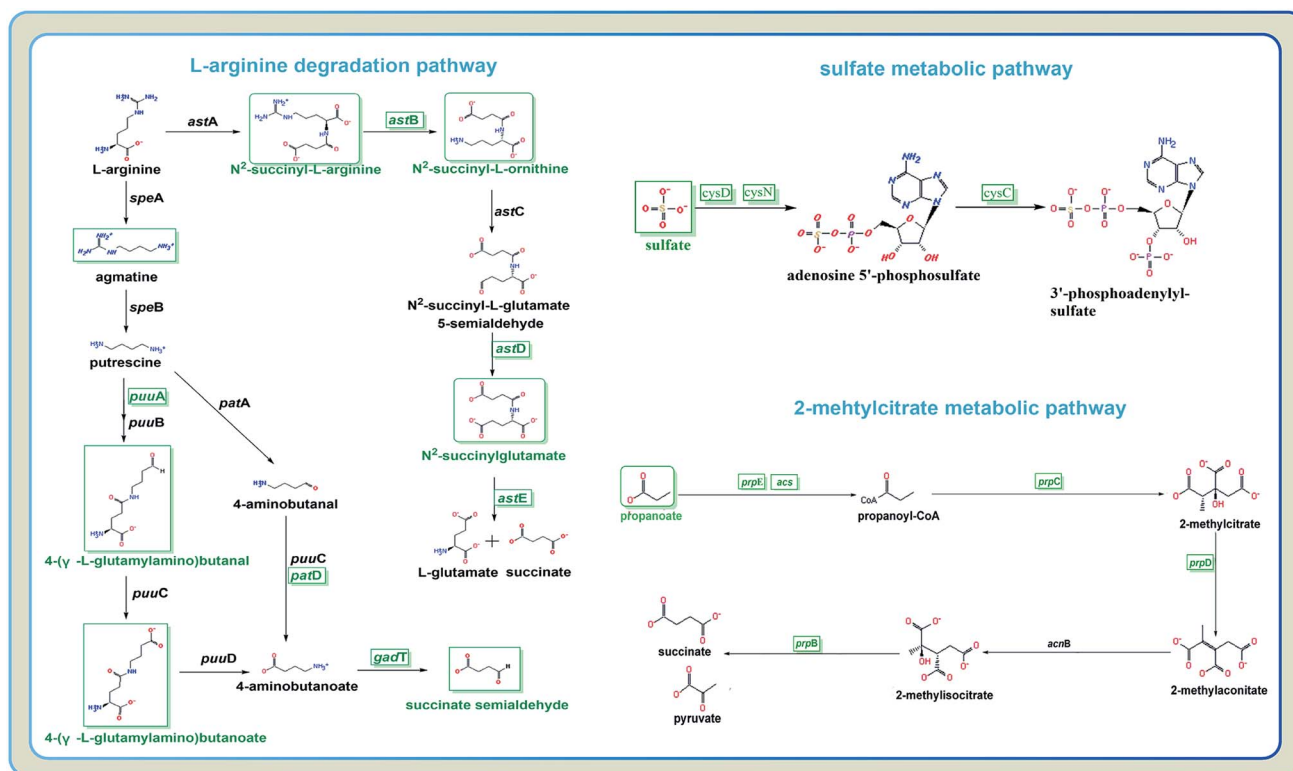 L-arginine degradation pathway
astA
astB
L-arginine
N²-succinyl-L-arginine
N²-succinyl-L-ornithine
speA
astC
agmatine
N²-succinyl-L-glutamate
5-semialdehyde
speB
astD
putrescine
puuA
patA
puuB
N²-succinylglutamate
4-aminobutanal
astE
4-(γ -L-glutamylamino)butanal
puuC
patD
L-glutamate succinate
puuC
puuD
gadT
4-aminobutanoate
succinate semialdehyde
4-(γ -L-glutamylamino)butanoate
sulfate metabolic pathway
cysD cysN
cysC
sulfate
adenosine 5'-phosphosulfate
3'-phosphoadenylyl-
sulfate
2-mehtylcitrate metabolic pathway
prpE acs
prpC
propanoate
CoA
propanoyl-CoA
2-methylcitrate
prpD
succinate
prpB
acnB
2-methylisocitrate
2-methylaconitate
pyruvate